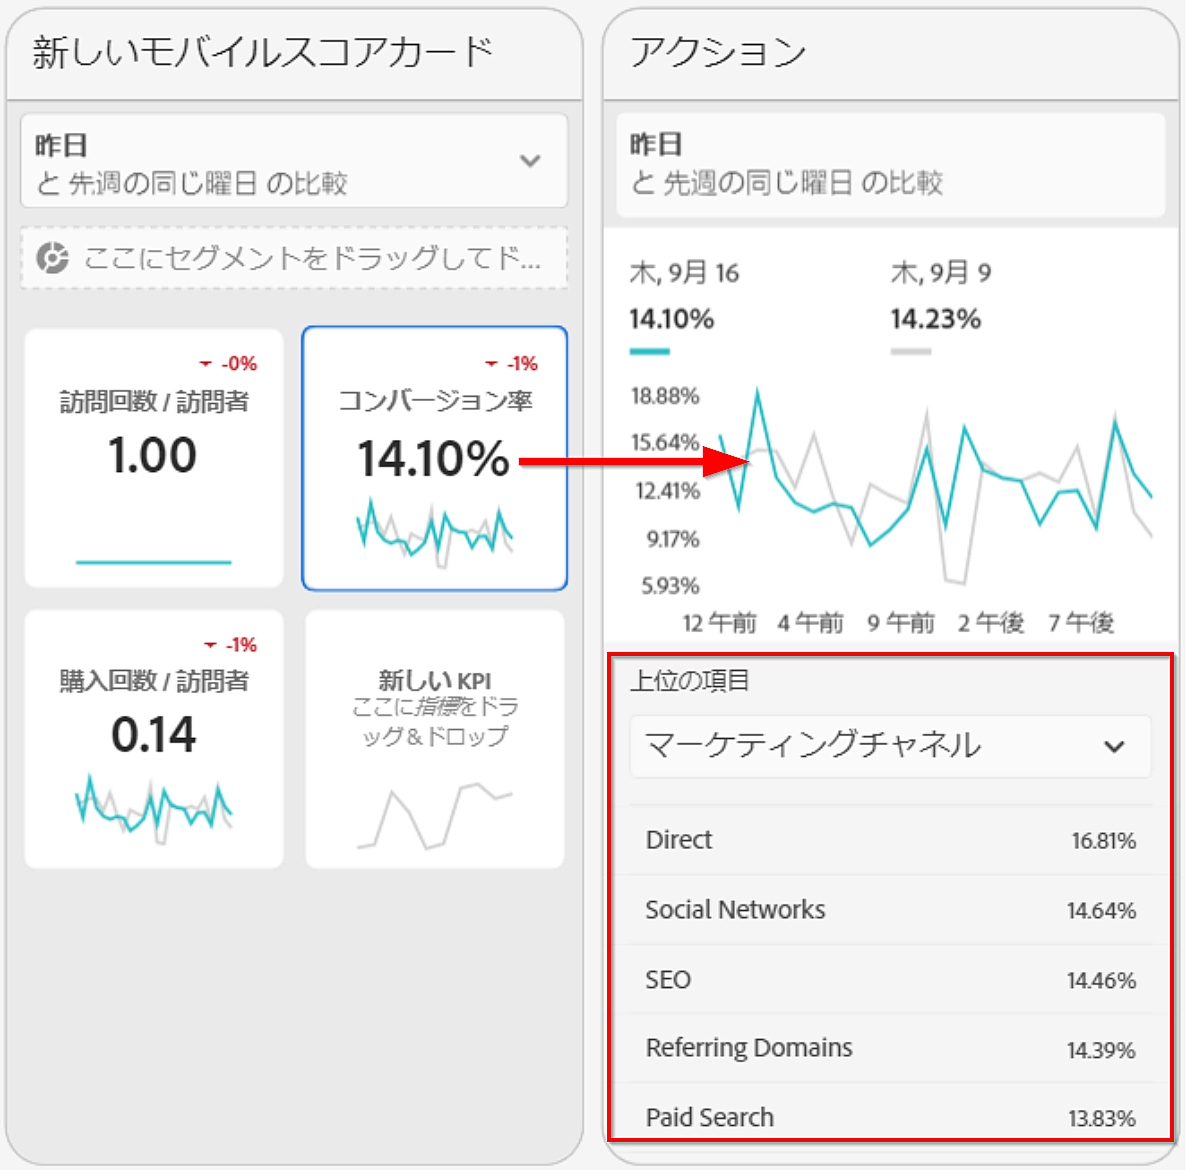 新しいモバイルスコアカード
昨日
と 先週の同じ曜日 の比較
ここにセグメントをドラッグしてド...
-0%
訪問回数 / 訪問者
1.00
-1%
コンバージョン率
14.10%
-1%
購入回数 / 訪問者
0.14
新しい KPI
ここに指標をドラ
ッグ＆ドロップ
アクション
昨日
と 先週の同じ曜日 の比較
木, 9月 16
14.10%
木, 9月 9
14.23%
18.88%
15.64%
12.41%
9.17%
5.93%
12 午前 4 午前 9 午前 2 午後 7 午後
上位の項目
マーケティングチャネル
Direct 16.81%
Social Networks 14.64%
SEO 14.46%
Referring Domains 14.39%
Paid Search 13.83%